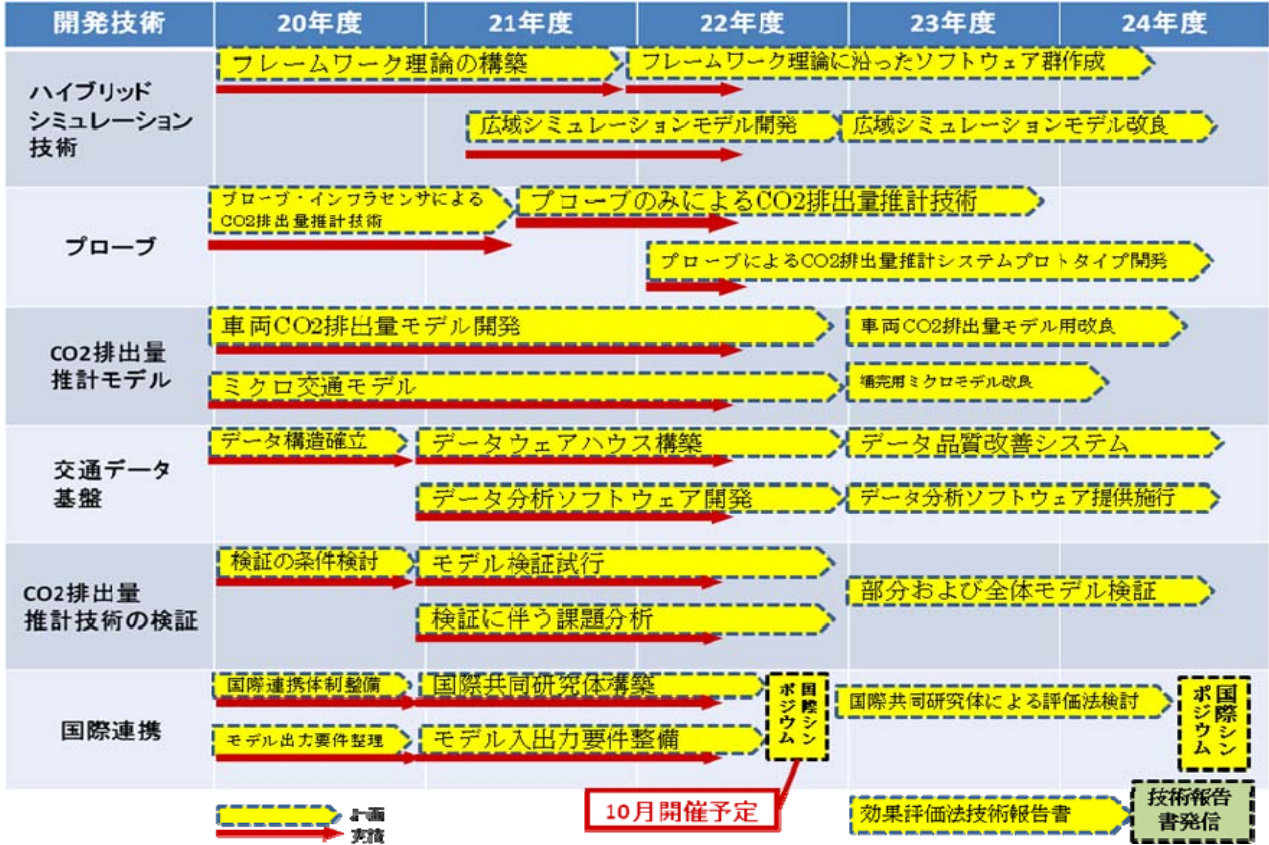 開発技術
20年度
21年度
22年度
23年度
24年度
ハイブリッド
シミュレーション
技術
フレームワーク理論の構築
フレームワーク理論に沿ったソフトウェア群作成
広域シミュレーションモデル開発
広域シミュレーションモデル改良
プローブ
プローブ・インフラセンサによる
CO2排出量推計技術
プローブのみによるCO2排出量推計技術
プローブによるCO2排出量推計システムプロトタイプ開発
CO2排出量
推計モデル
車両CO2排出量モデル開発
車両CO2排出量モデル用改良
ミクロ交通モデル
補完用ミクロモデル改良
交通データ
基盤
データ構造確立
データウェアハウス構築
データ品質改善システム
データ分析ソフトウェア開発
データ分析ソフトウェア提供施行
CO2排出量
推計技術の検証
検証の条件検討
モデル検証試行
検証に伴う課題分析
部分および全体モデル検証
国際連携
国際連携体制整備
国際共同研究体構築
国際シン
ポジウム
国際共同研究体による評価法検討
国際シン
ポジウム
モデル出力要件整理
モデル入出力要件整備
10月開催予定
計画
実績
効果評価法技術報告書
技術報告
書発信